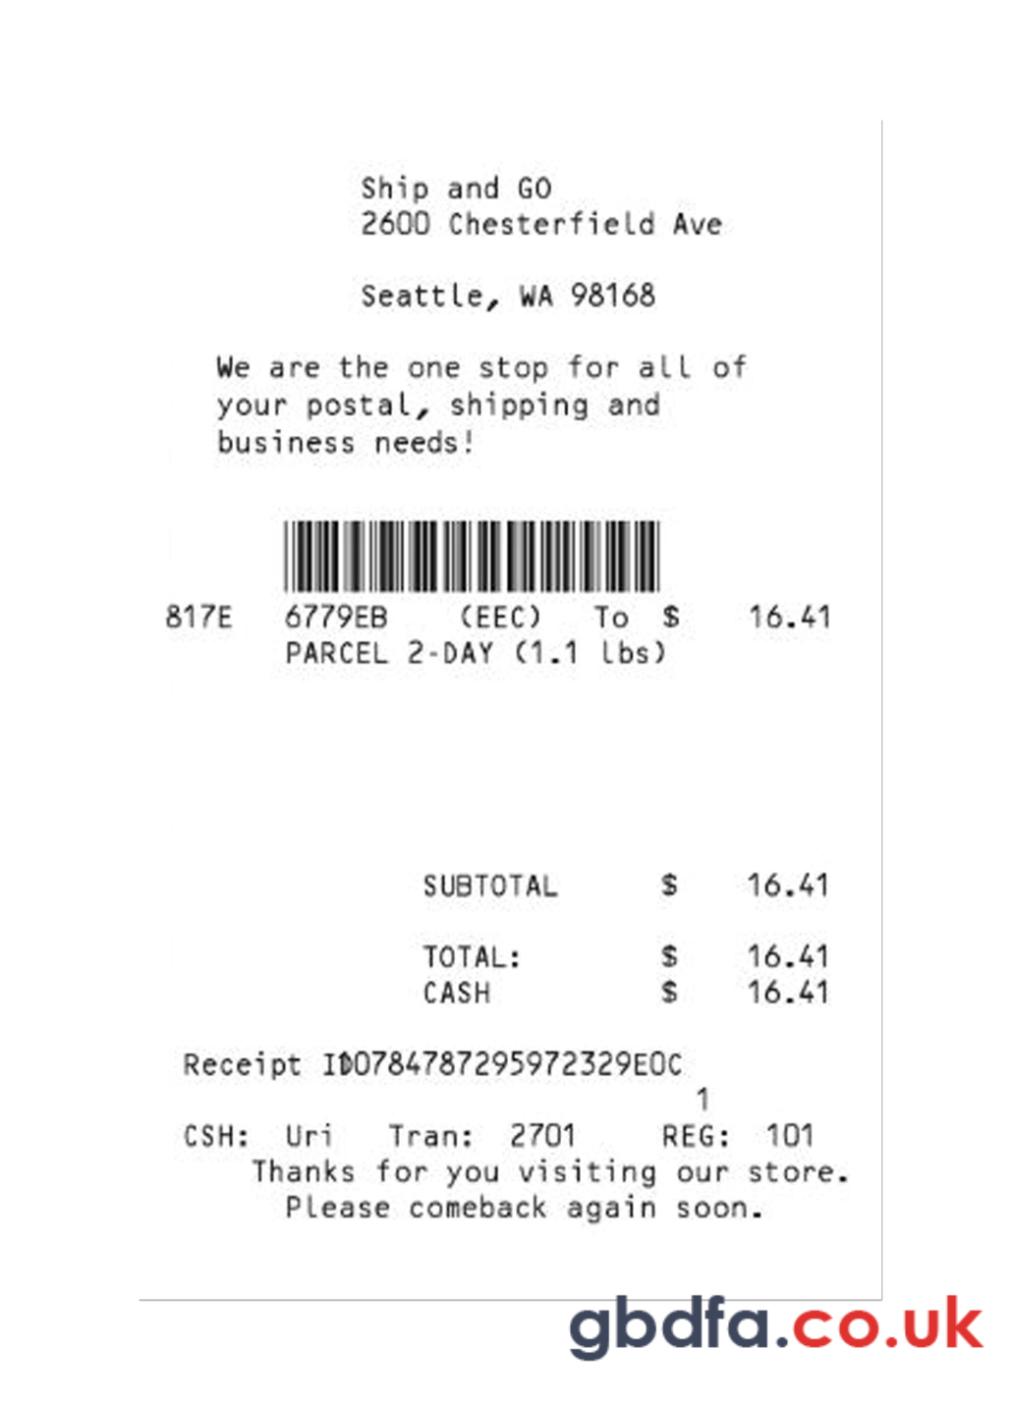 Ship and GO
2600 Chesterfield Ave
Seattle, WA 98168
We are the one stop for all of
your postal, shipping and
business needs!
817E 6779EB (EEC) To $ 16.41
PARCEL 2-DAY (1.1 lbs)
SUBTOTAL $ 16.41
TOTAL: $ 16.41
CASH $ 16.41
Receipt ID0784787295972329E0C
1
CSH: Uri Tran: 2701 REG: 101
Thanks for you visiting our store.
Please comeback again soon.
gbdfa.co.uk